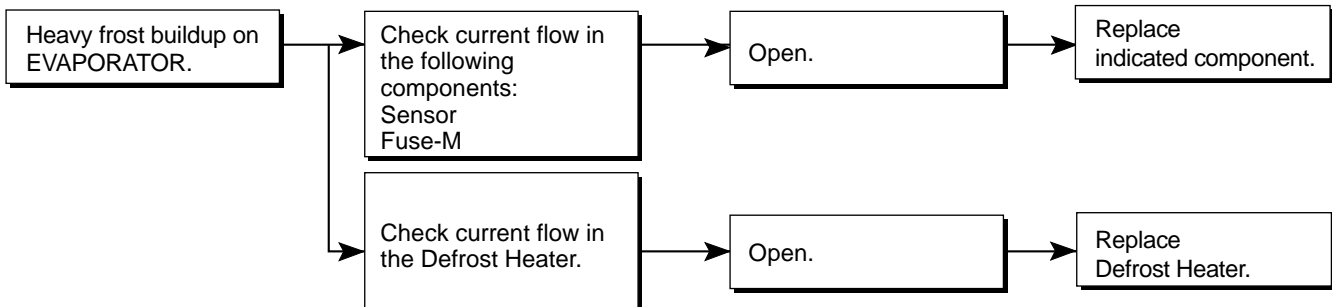 Heavy frost buildup on
EVAPORATOR.
Check current flow in
the following
components:
Sensor
Fuse-M
Open.
Replace
indicated component.
Check current flow in
the Defrost Heater.
Open.
Replace
Defrost Heater.